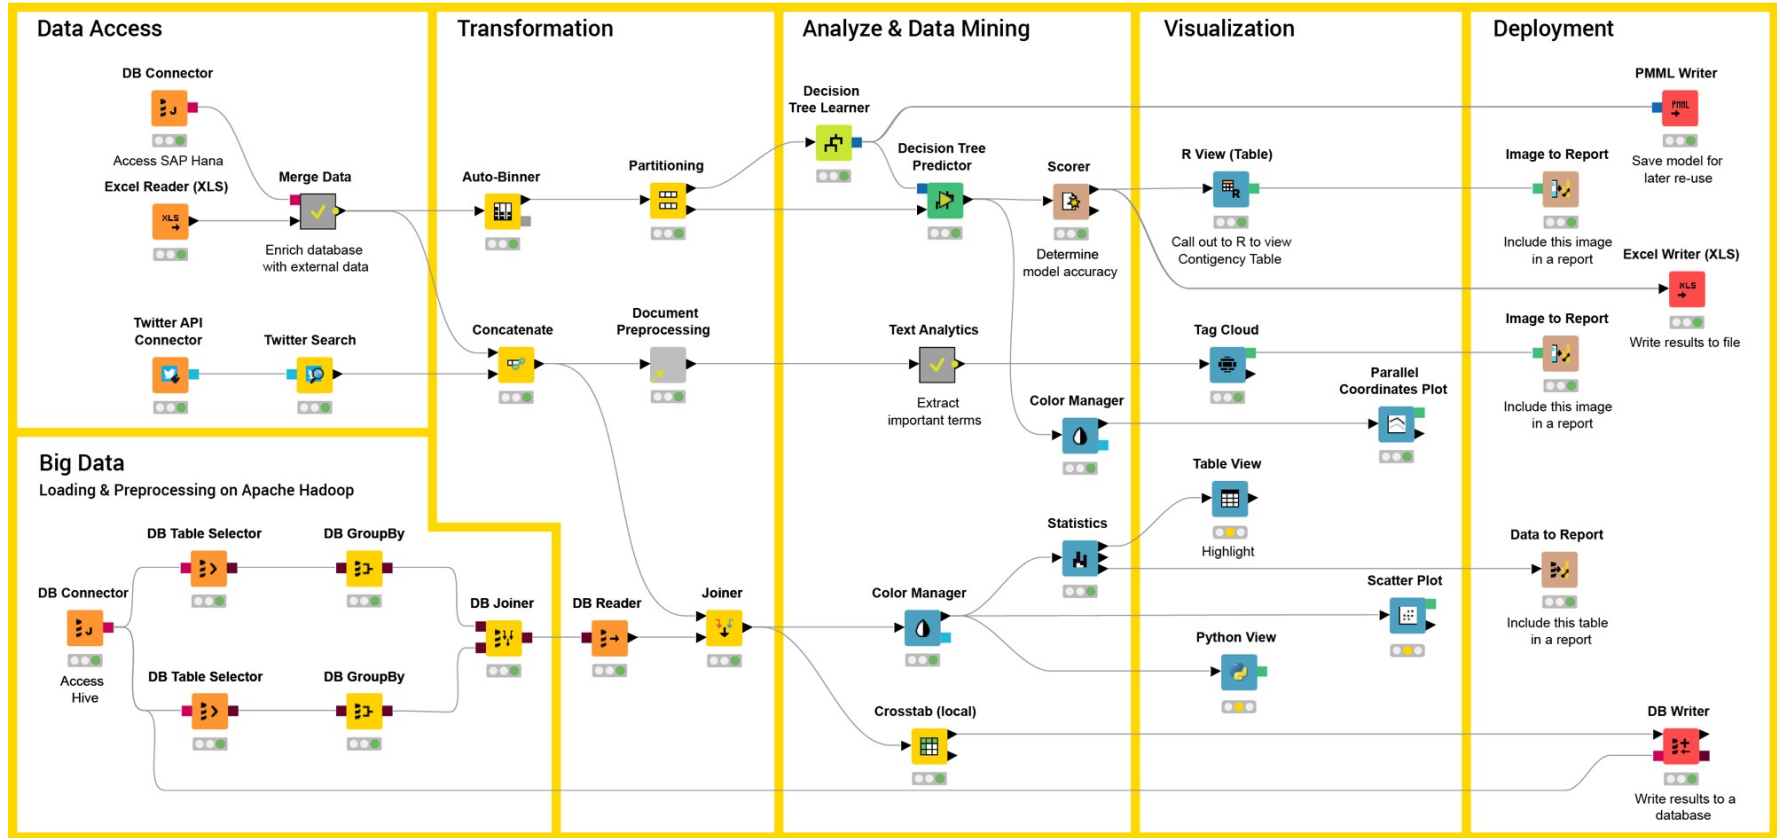 Data Access
DB Connector
Access SAP Hana
Excel Reader (XLS)
XLS
Merge Data
Enrich database
with external data
Twitter API
Connector
Twitter Search
Big Data
Loading & Preprocessing on Apache Hadoop
DB Connector
Access
Hive
DB Table Selector
DB GroupBy
DB Table Selector
DB GroupBy
DB Joiner
DB Reader
Transformation
Auto-Binner
Partitioning
Concatenate
Document
Preprocessing
Joiner
Analyze & Data Mining
Decision
Tree Learner
Decision Tree
Predictor
Scorer
Determine
model accuracy
Text Analytics
Extract
important terms
Color Manager
Statistics
Color Manager
Crosstab (local)
Visualization
R View (Table)
R
Call out to R to view
Contigency Table
Tag Cloud
Parallel
Coordinates Plot
Table View
Highlight
Scatter Plot
Python View
Deployment
PMML Writer
PMML
Save model for
later re-use
Image to Report
Include this image
in a report
Excel Writer (XLS)
XLS
Write results to file
Image to Report
Include this image
in a report
Data to Report
Include this table
in a report
DB Writer
Write results to a
database